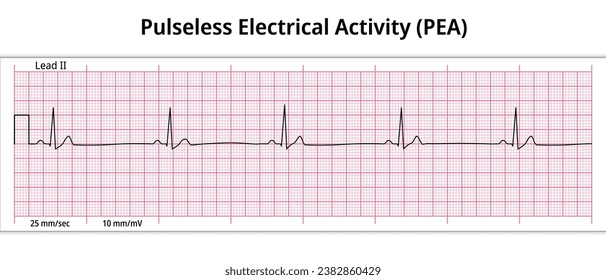 Pulseless Electrical Activity (PEA)
Lead II
25 mm/sec 10 mm/mV
shutterstock.com · 2382860429